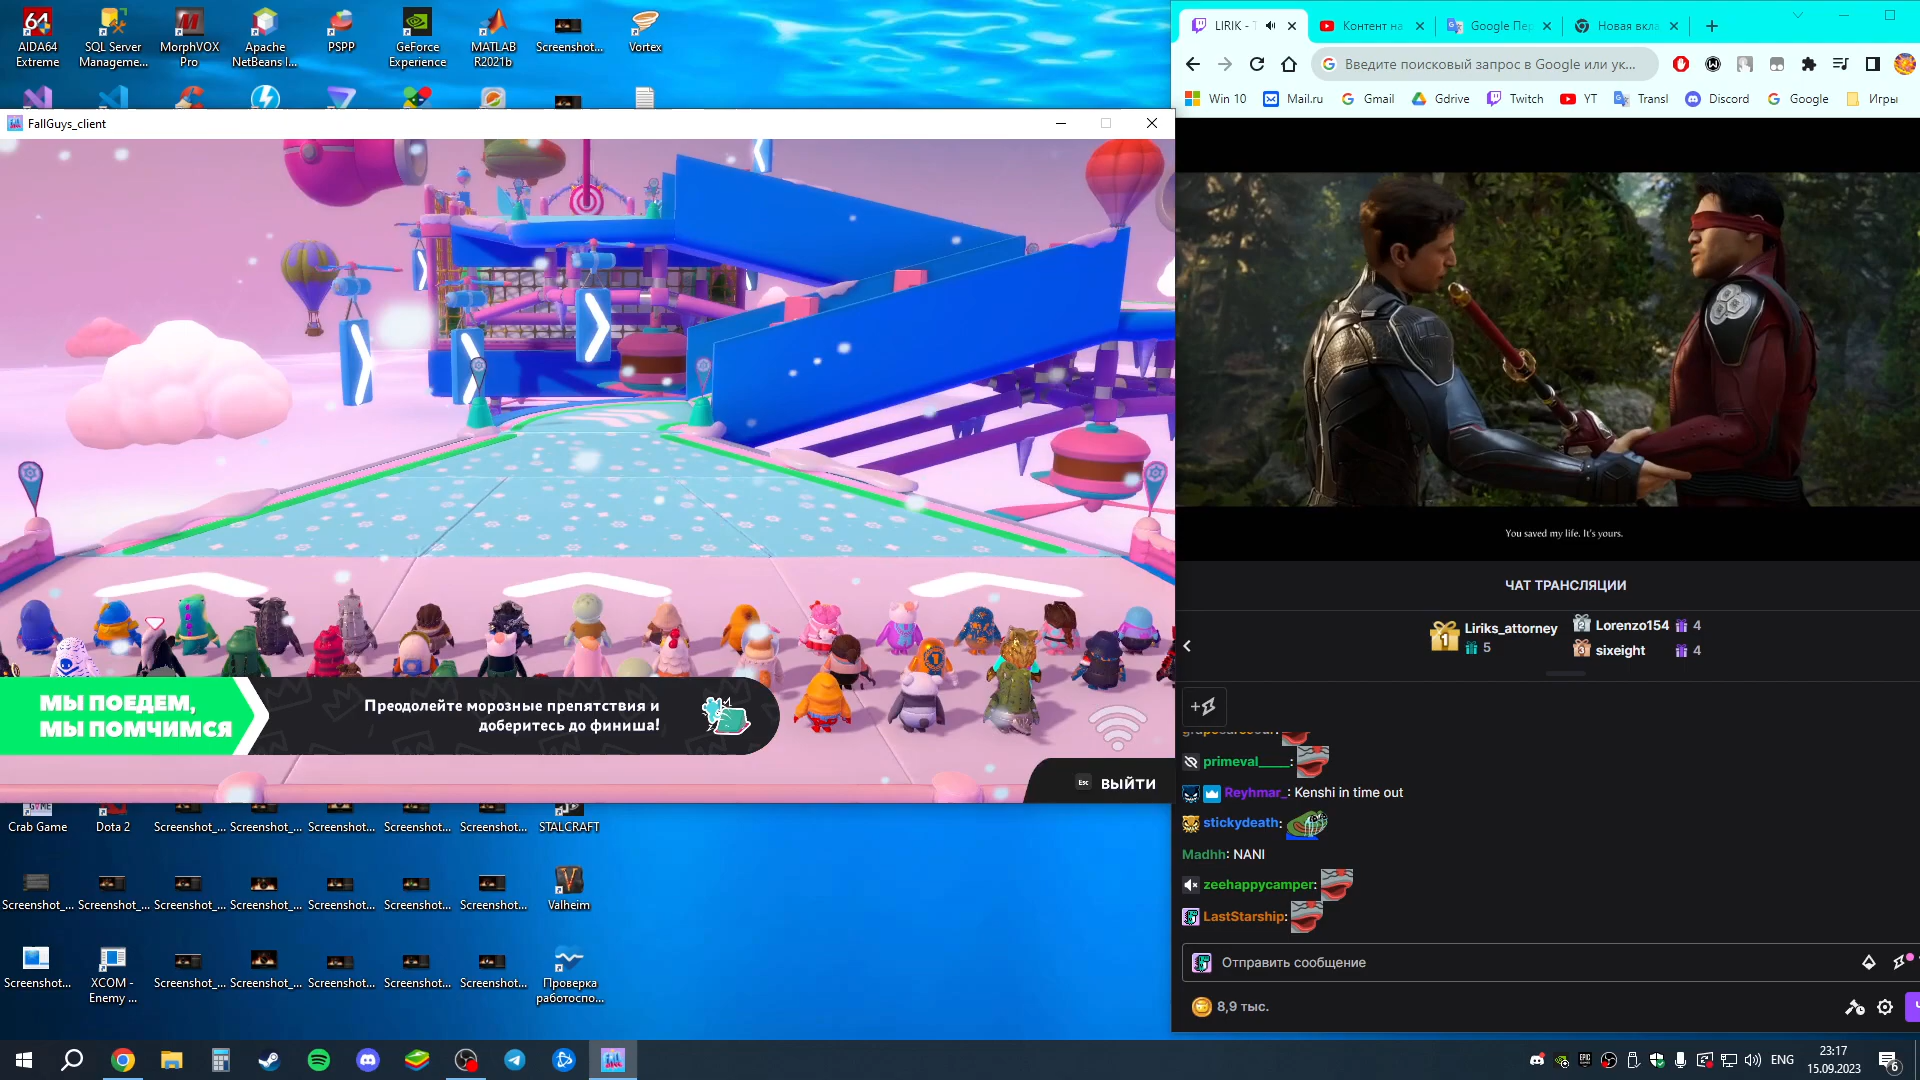 AIDA64
Extreme
SQL Server
Manageme...
MorphVOX
Pro
Apache
NetBeans I...
PSPP
GeForce
Experience
MATLAB
R2021b
Screenshot...
Vortex
FallGuys_client
МЫ ПОЕДЕМ,
МЫ ПОМЧИМСЯ
Преодолейте морозные препятствия и
доберитесь до финиша!
Esc
ВЫЙТИ
Crab Game
Dota 2
Screenshot_...
Screenshot_...
Screenshot...
Screenshot...
Screenshot...
STALCRAFT
Screenshot_...
Screenshot_...
Screenshot_...
Screenshot_...
Screenshot...
Screenshot...
Screenshot...
Valheim
Screenshot...
XCOM -
Enemy ...
Screenshot_...
Screenshot_...
Screenshot...
Screenshot...
Screenshot...
Проверка
работоспо...
LIRIK - T
Контент на
Google Пер
Новая вкла
Введите поисковый запрос в Google или ук...
Win 10
Mail.ru
Gmail
Gdrive
Twitch
YT
Transl
Discord
Google
Игры
You saved my life. It's yours.
ЧАТ ТРАНСЛЯЦИИ
1
Liriks_attorney
5
2
Lorenzo154
4
3
sixeight
4
primeval_____:
Reyhmar_: Kenshi in time out
stickydeath:
Madhh: NANI
zeehappycamper:
LastStarship:
Отправить сообщение
8,9 тыс.
ENG
23:17
15.09.2023
6